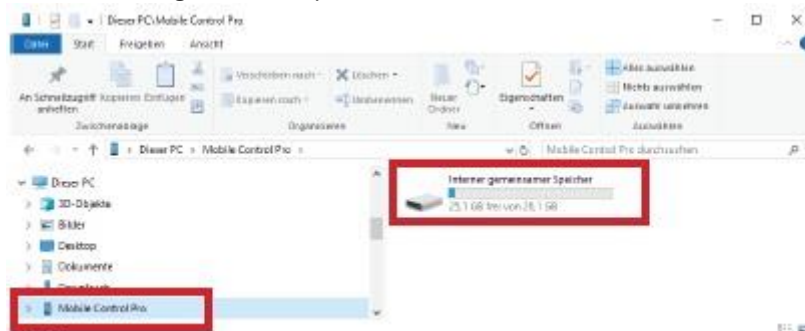 Dieser PC\Mobile Control Pro
Datei Start Freigeben Ansicht
An Schnellzugriff anheften
Kopieren Einfügen
Verschieben nach
Kopieren nach
Löschen
Umbenennen
Neuer Ordner
Eigenschaften
Alles auswählen
Nichts auswählen
Auswahl umkehren
Zwischenablage Organisieren Neu Öffnen Auswählen
Dieser PC Mobile Control Pro
Mobile Control Pro durchsuchen
Dieser PC
3D-Objekte
Bilder
Desktop
Dokumente
Mobile Control Pro
Interner gemeinsamer Speicher
25,1 GB frei von 26,1 GB